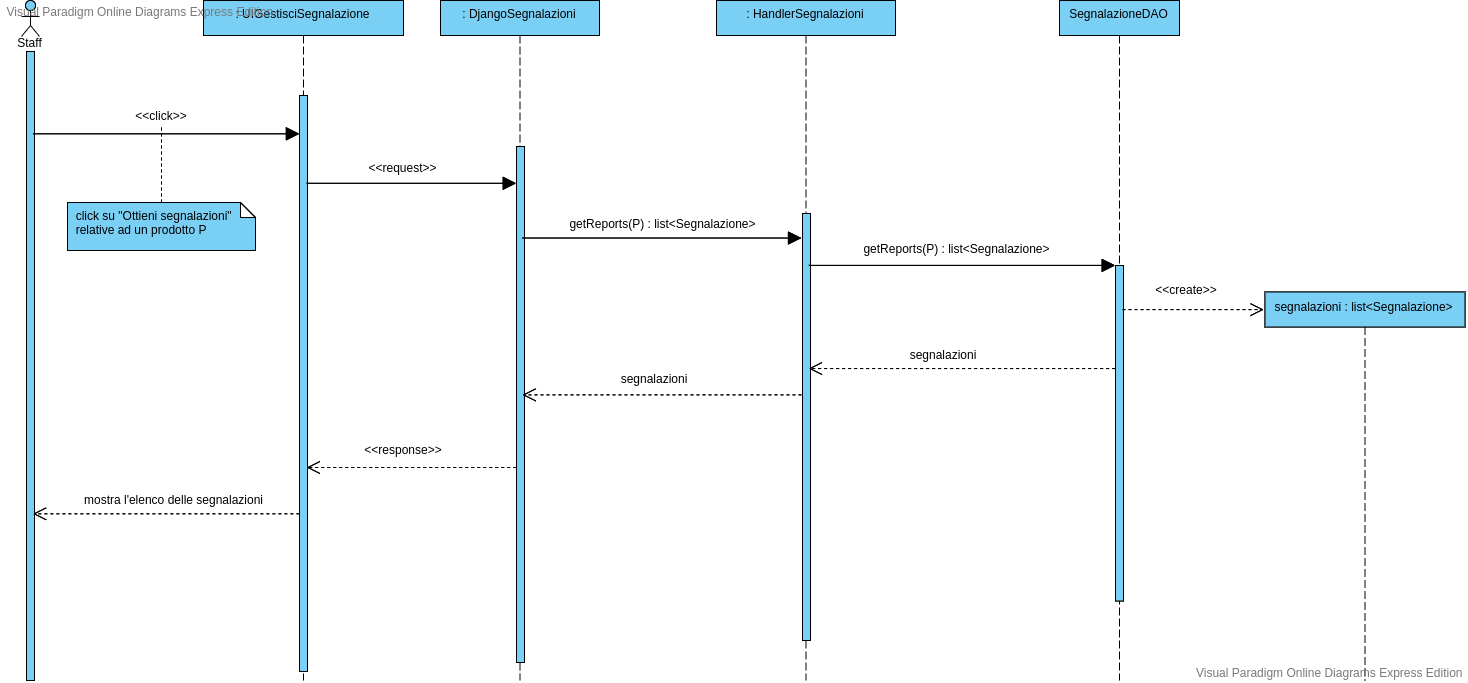 Visual Paradigm Online Diagrams Express Edition
: UIGestisciSegnalazione
: DjangoSegnalazioni
: HandlerSegnalazioni
SegnalazioneDAO
Staff
<<click>>
<<request>>
click su "Ottieni segnalazioni"
relative ad un prodotto P
getReports(P) : list<Segnalazione>
getReports(P) : list<Segnalazione>
<<create>>
segnalazioni : list<Segnalazione>
segnalazioni
segnalazioni
<<response>>
mostra l'elenco delle segnalazioni
Visual Paradigm Online Diagrams Express Edition